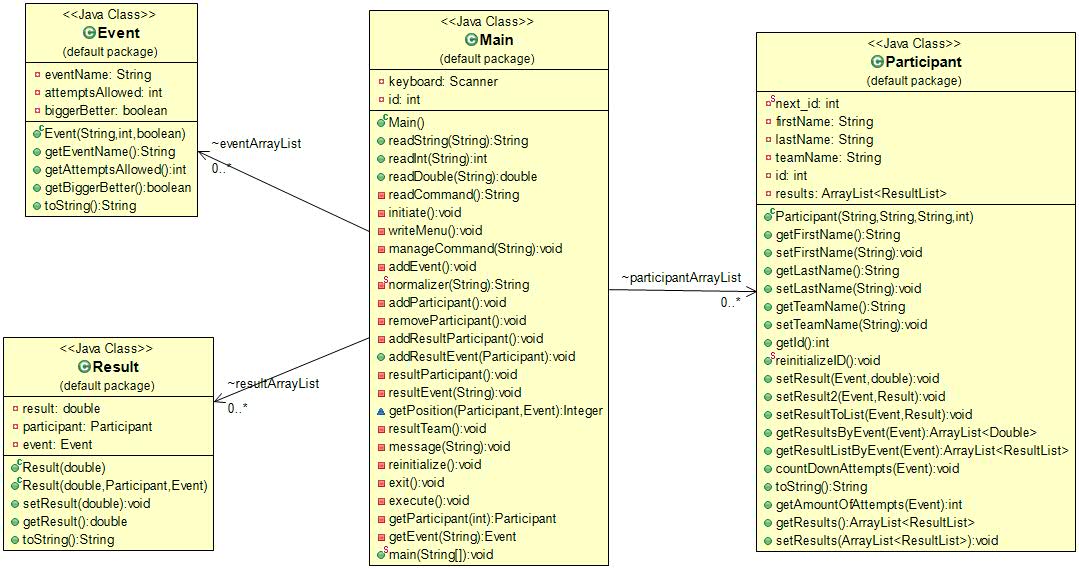 <<Java Class>>
Event
(default package)
eventName: String
attemptsAllowed: int
biggerBetter: boolean
Event(String,int,boolean)
getEventName():String
getAttemptsAllowed():int
getBiggerBetter():boolean
toString():String
~eventArrayList
0..*
<<Java Class>>
Result
(default package)
result: double
participant: Participant
event: Event
Result(double)
Result(double,Participant,Event)
setResult(double):void
getResult():double
toString():String
~resultArrayList
0..*
<<Java Class>>
Main
(default package)
keyboard: Scanner
id: int
Main()
readString(String):String
readInt(String):int
readDouble(String):double
readCommand():String
initiate():void
writeMenu():void
manageCommand(String):void
addEvent():void
normalizer(String):String
addParticipant():void
removeParticipant():void
addResultParticipant():void
addResultEvent(Participant):void
resultParticipant():void
resultEvent(String):void
getPosition(Participant,Event):Integer
resultTeam():void
message(String):void
reinitialize():void
exit():void
execute():void
getParticipant(int):Participant
getEvent(String):Event
main(String[]):void
~participantArrayList
0..*
<<Java Class>>
Participant
(default package)
next_id: int
firstName: String
lastName: String
teamName: String
id: int
results: ArrayList<ResultList>
Participant(String,String,String,int)
getFirstName():String
setFirstName(String):void
getLastName():String
setLastName(String):void
getTeamName():String
setTeamName(String):void
getId():int
reinitializeID():void
setResult(Event,double):void
setResult2(Event,Result):void
setResultToList(Event,Result):void
getResultsByEvent(Event):ArrayList<Double>
getResultListByEvent(Event):ArrayList<ResultList>
countDownAttempts(Event):void
toString():String
getAmountOfAttempts(Event):int
getResults():ArrayList<ResultList>
setResults(ArrayList<ResultList>):void